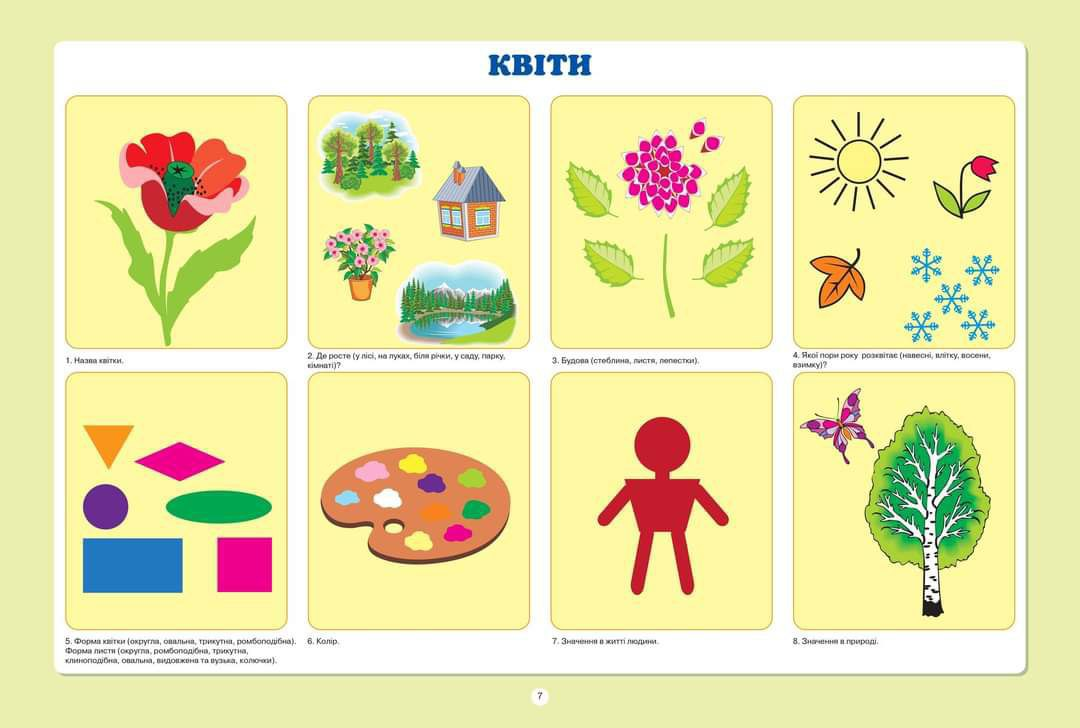 КВІТИ
1. Назва квітки.
2. Де росте (у лісі, на луках, біля річки, у саду, парку,
кімнаті)?
3. Будова (стеблина, листя, лепестки).
4. Якої пори року розквітає (навесні, влітку, восени,
взимку)?
5. Форма квітки (округла, овальна, трикутна, ромбоподібна).
Форма листя (округла, ромбоподібна, трикутна,
клиноподібна, овальна, видовжена та вузька, колючки).
6. Колір.
7. Значення в житті людини.
8. Значення в природі.
7